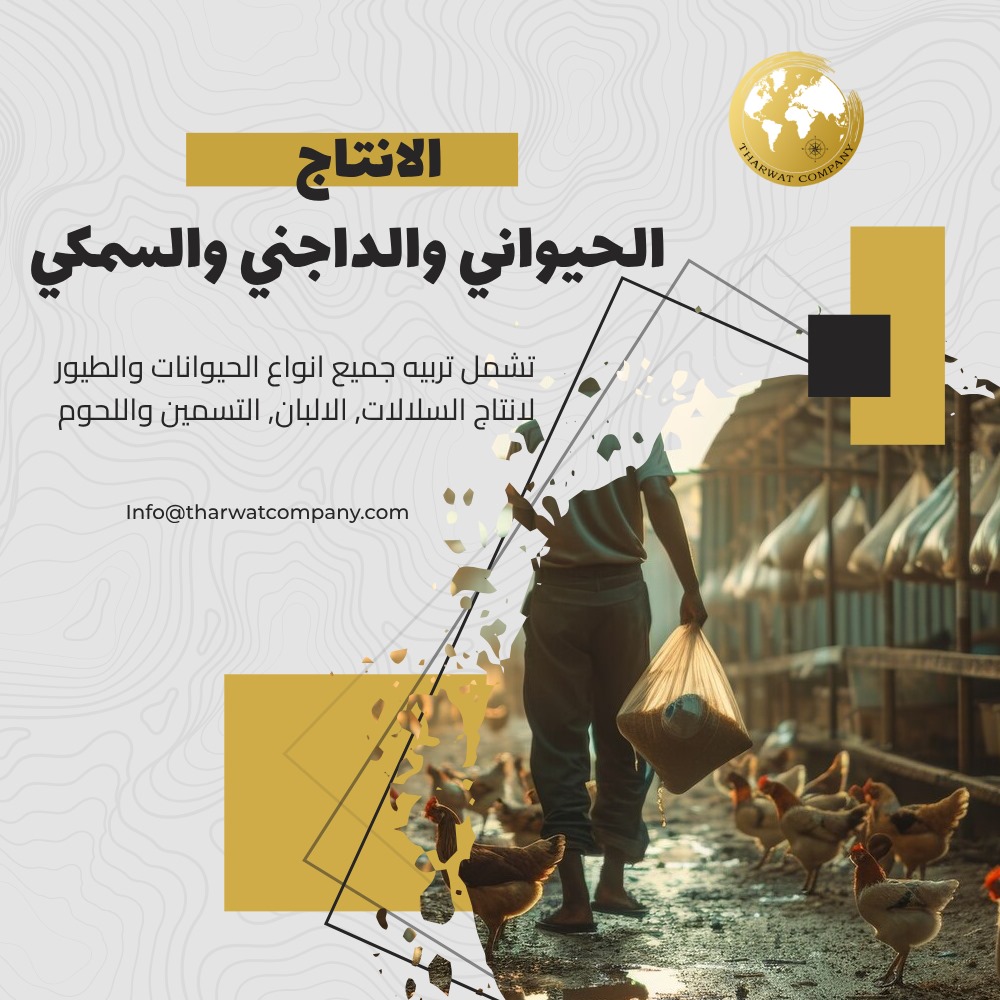 THARWAT COMPANY
الانتاج
الحيواني والداجني والسمكي
تشمل تربيه جميع انواع الحيوانات والطيور
لانتاج السلالات, الالبان, التسمين واللحوم
Info@tharwatcompany.com